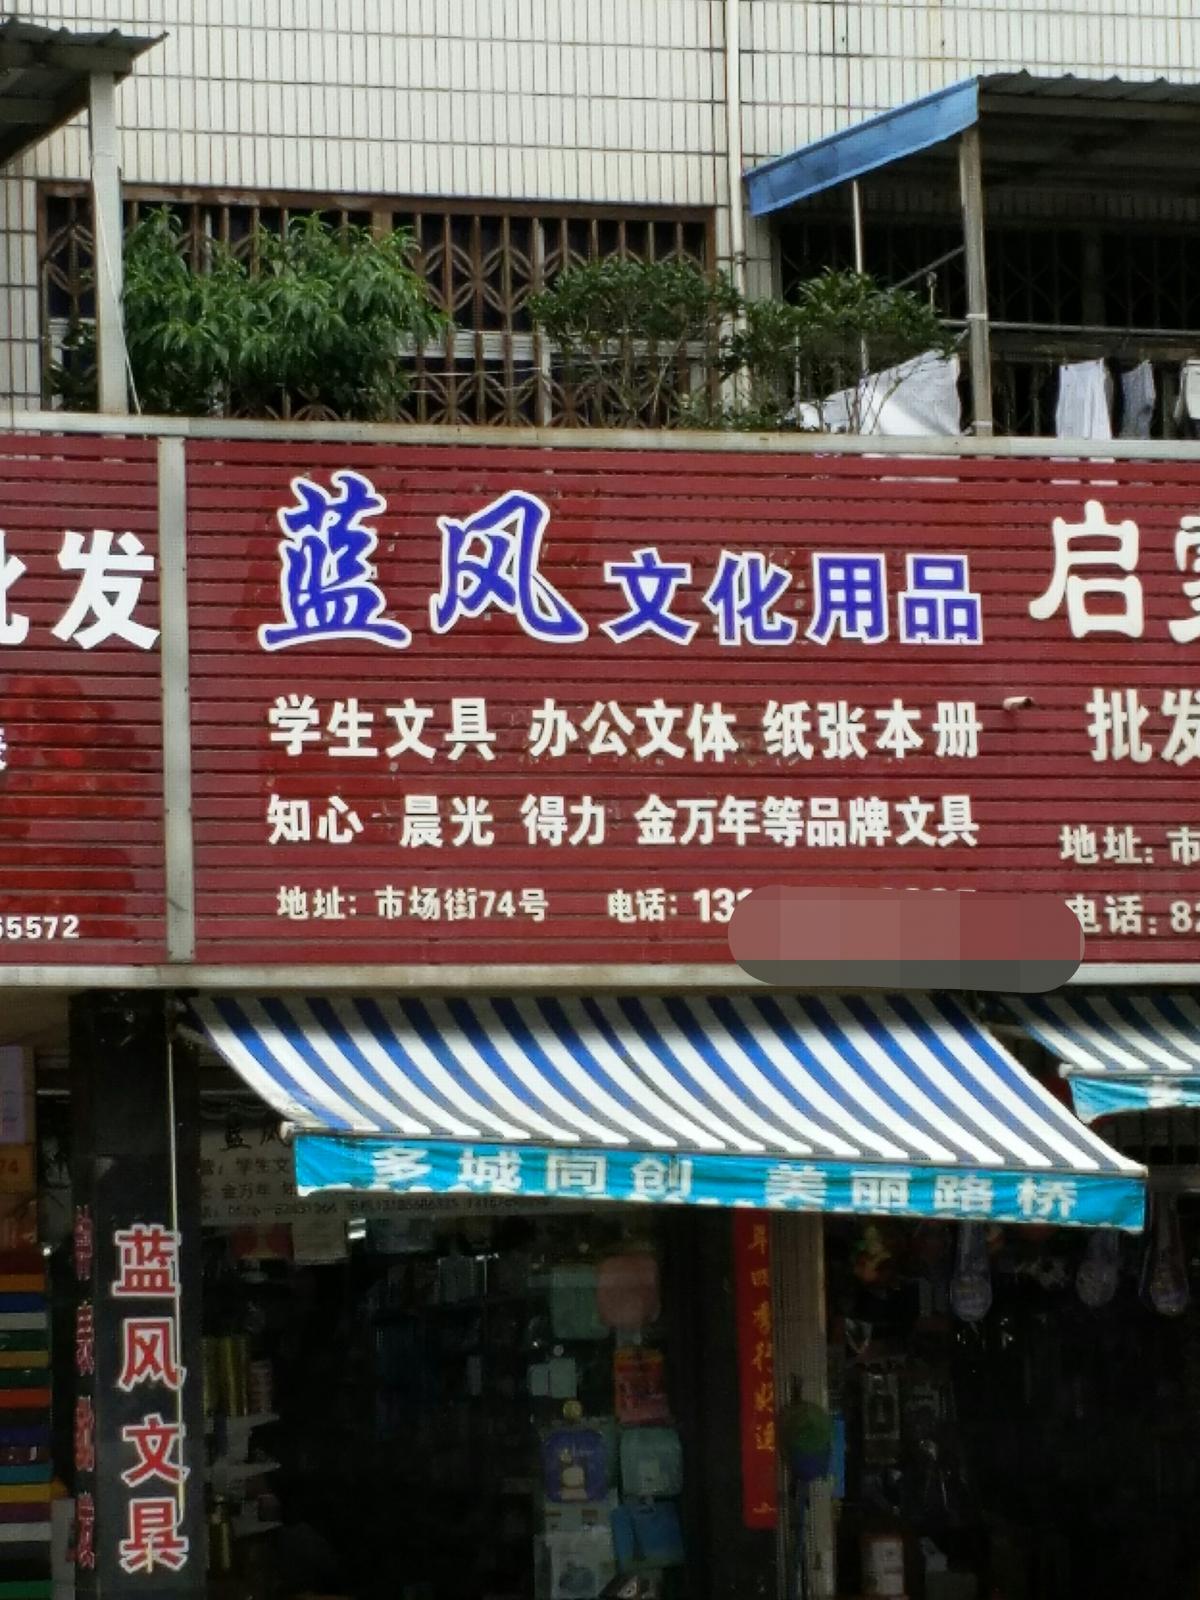 批发
65572
蓝风文化用品
学生文具 办公文体 纸张本册
知心 晨光 得力 金万年等品牌文具
地址: 市场街74号 电话: 13
启
批发
地址: 市
电话: 82
多城同创 美丽路桥
蓝风文具